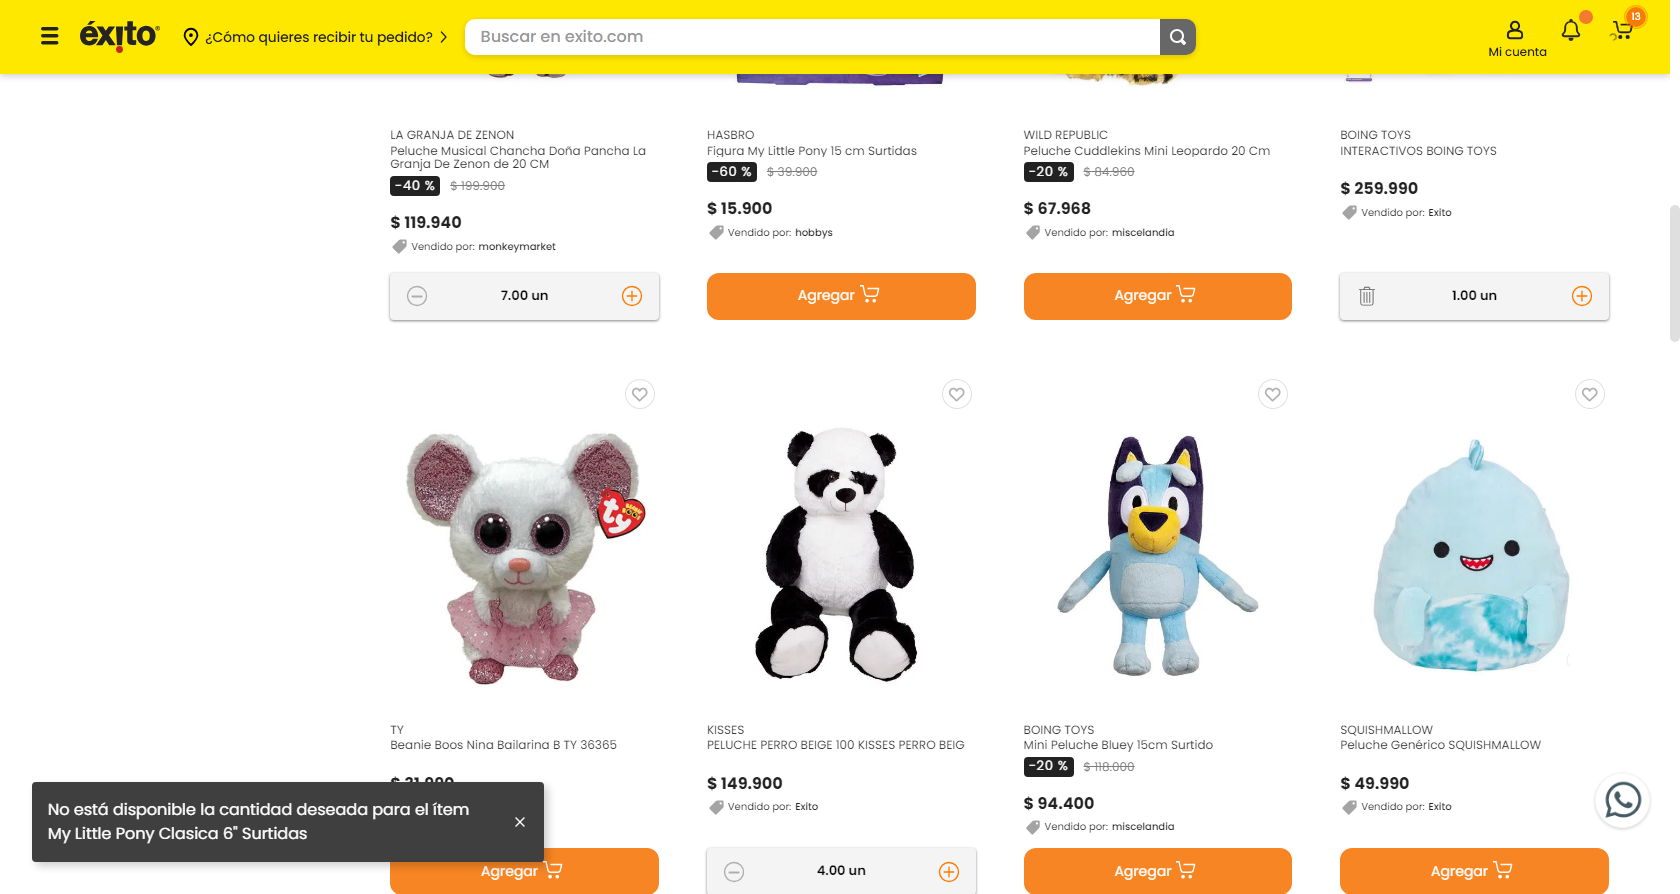 éxito
¿Cómo quieres recibir tu pedido?
Buscar en exito.com
Mi cuenta
13
LA GRANJA DE ZENON
Peluche Musical Chancha Doña Pancha La
Granja De Zenon de 20 CM
-40 % $ 199.900
$ 119.940
Vendido por: monkeymarket
7.00 un
HASBRO
Figura My Little Pony 15 cm Surtidas
-60 % $ 39.900
$ 15.900
Vendido por: hobbys
Agregar
WILD REPUBLIC
Peluche Cuddlekins Mini Leopardo 20 Cm
-20 % $ 84.960
$ 67.968
Vendido por: miscelandia
Agregar
BOING TOYS
INTERACTIVOS BOING TOYS
$ 259.990
Vendido por: Exito
1.00 un
ty
TY
Beanie Boos Nina Bailarina B TY 36365
$ 31.990
Agregar
KISSES
PELUCHE PERRO BEIGE 100 KISSES PERRO BEIG
$ 149.900
Vendido por: Exito
4.00 un
BOING TOYS
Mini Peluche Bluey 15cm Surtido
-20 % $ 118.000
$ 94.400
Vendido por: miscelandia
Agregar
SQUISHMALLOW
Peluche Genérico SQUISHMALLOW
$ 49.990
Vendido por: Exito
Agregar
No está disponible la cantidad deseada para el ítem
My Little Pony Clasica 6" Surtidas